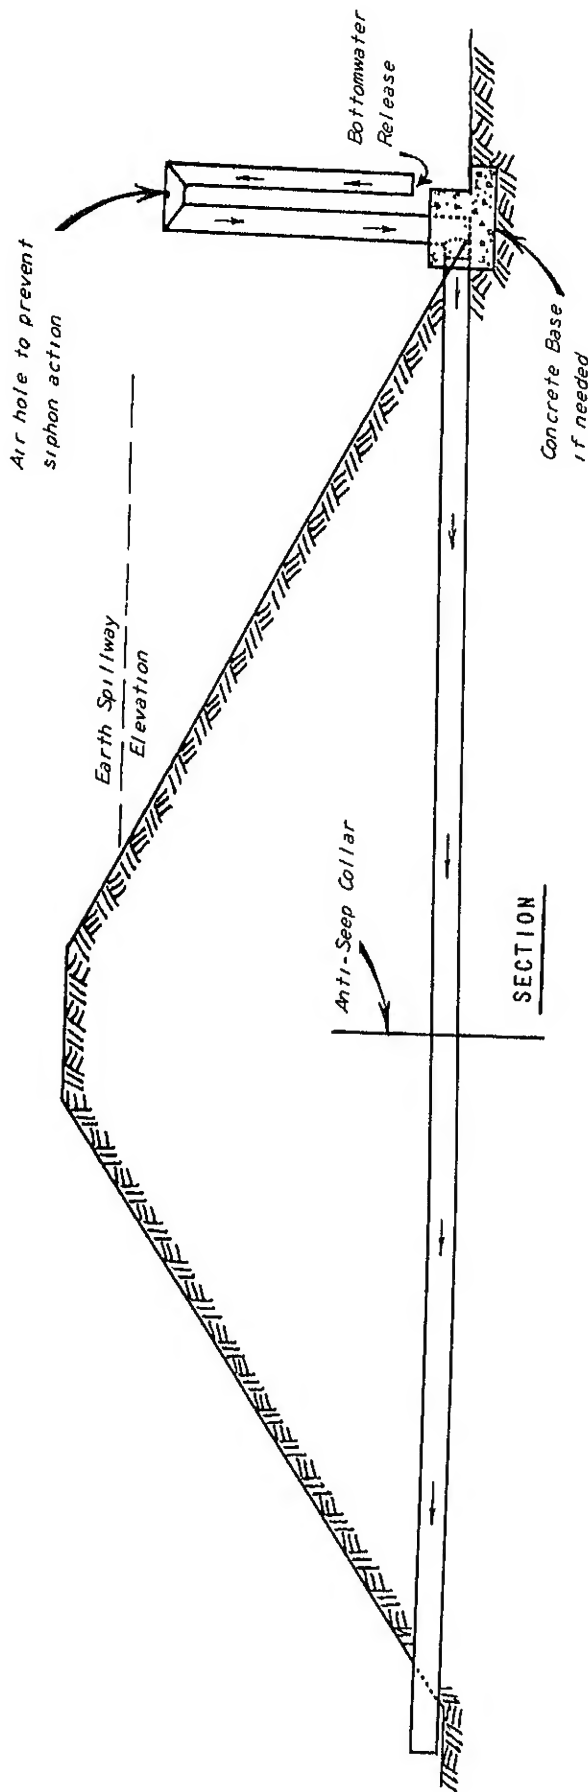 Air hole to prevent
siphon action
Bottomwater
Release
Earth Spillway
Elevation
Anti-Seep Collar
Concrete Base
if needed
SECTION